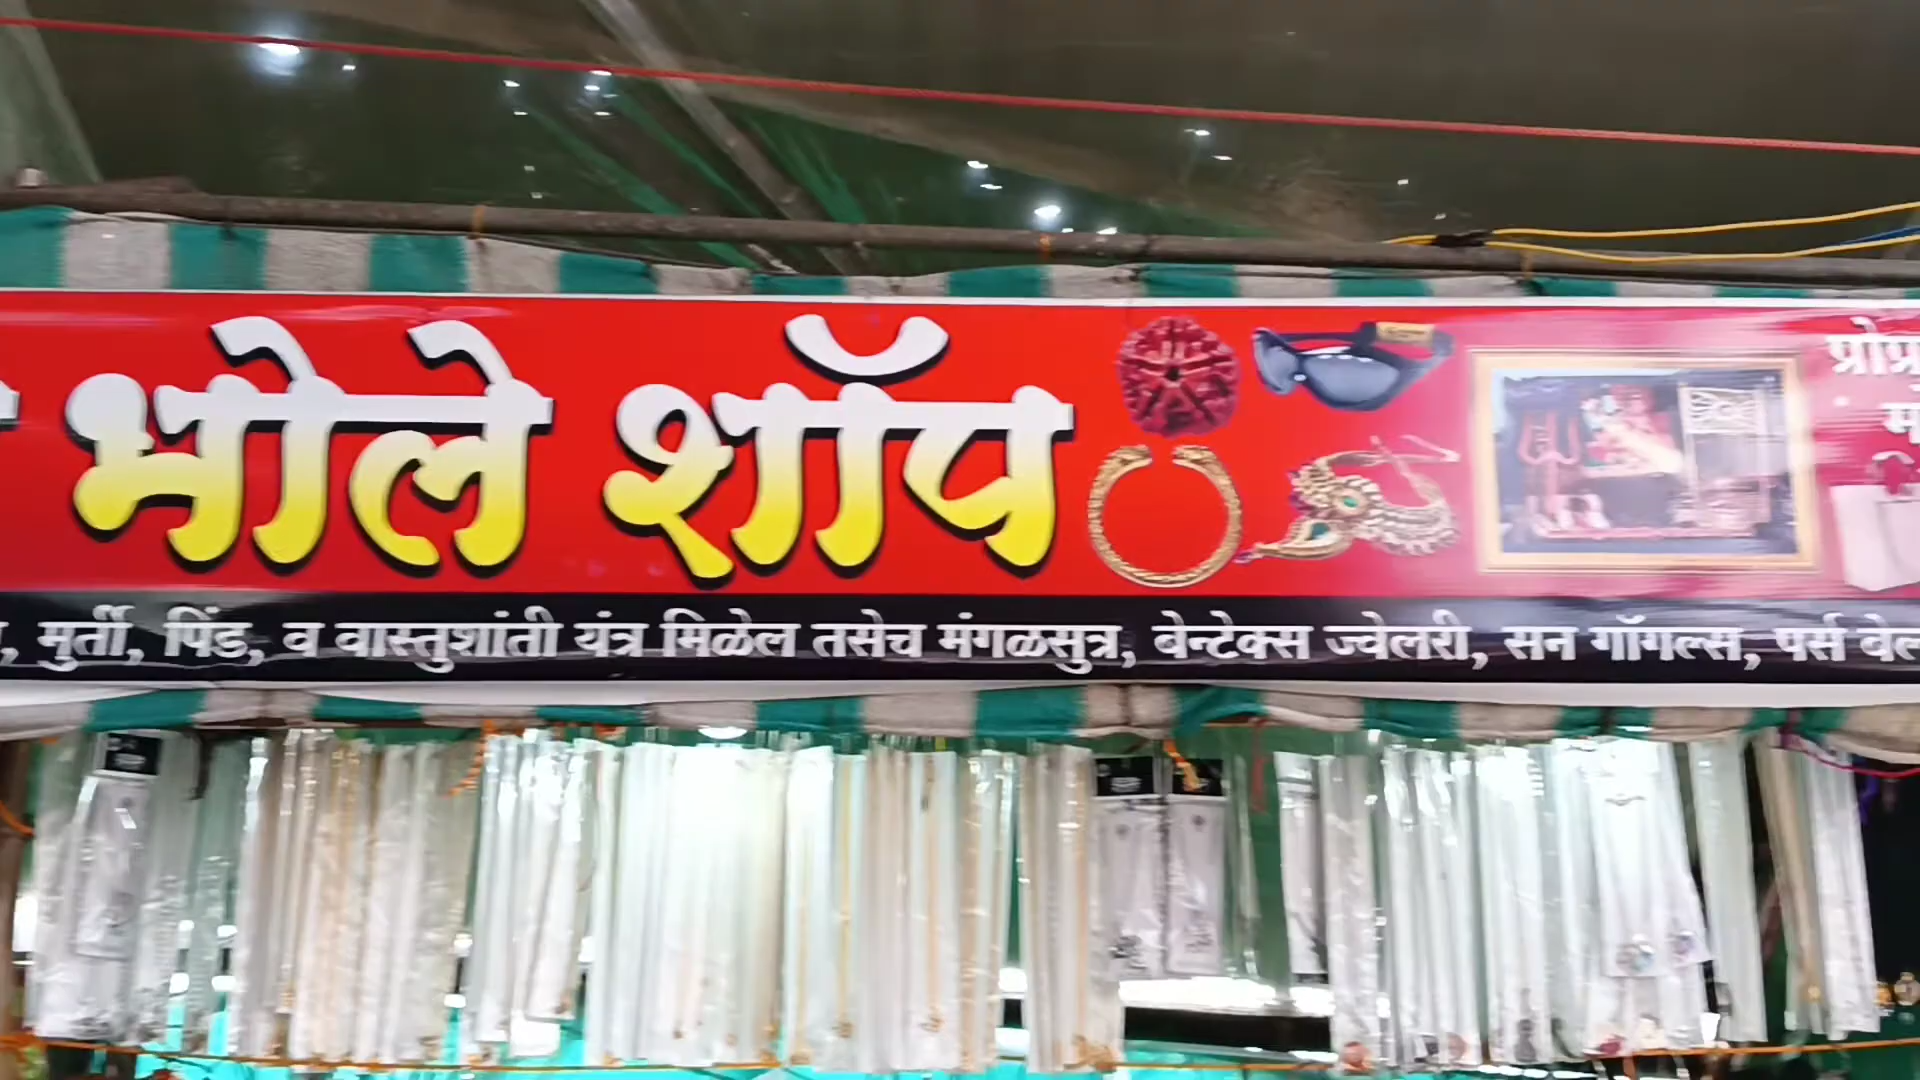 भोले शॉप
प्रोप्रा
मुर्ती, पिंड, व वास्तुशांती यंत्र मिळेल तसेच मंगळसुत्र, बेन्टेक्स ज्वेलरी, सन गॉगल्स, पर्स बेल